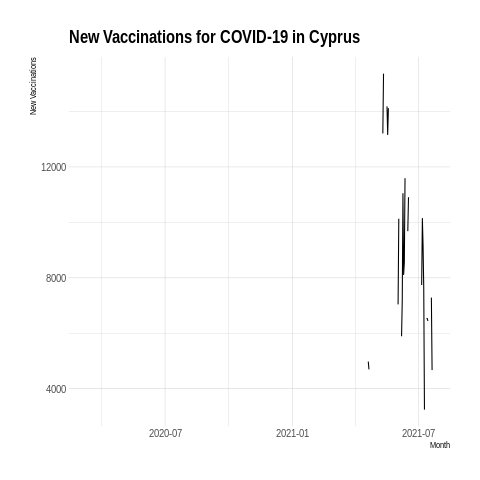 New Vaccinations for COVID-19 in Cyprus
New Vaccinations
12000
8000
4000
2020-07
2021-01
2021-07
Month